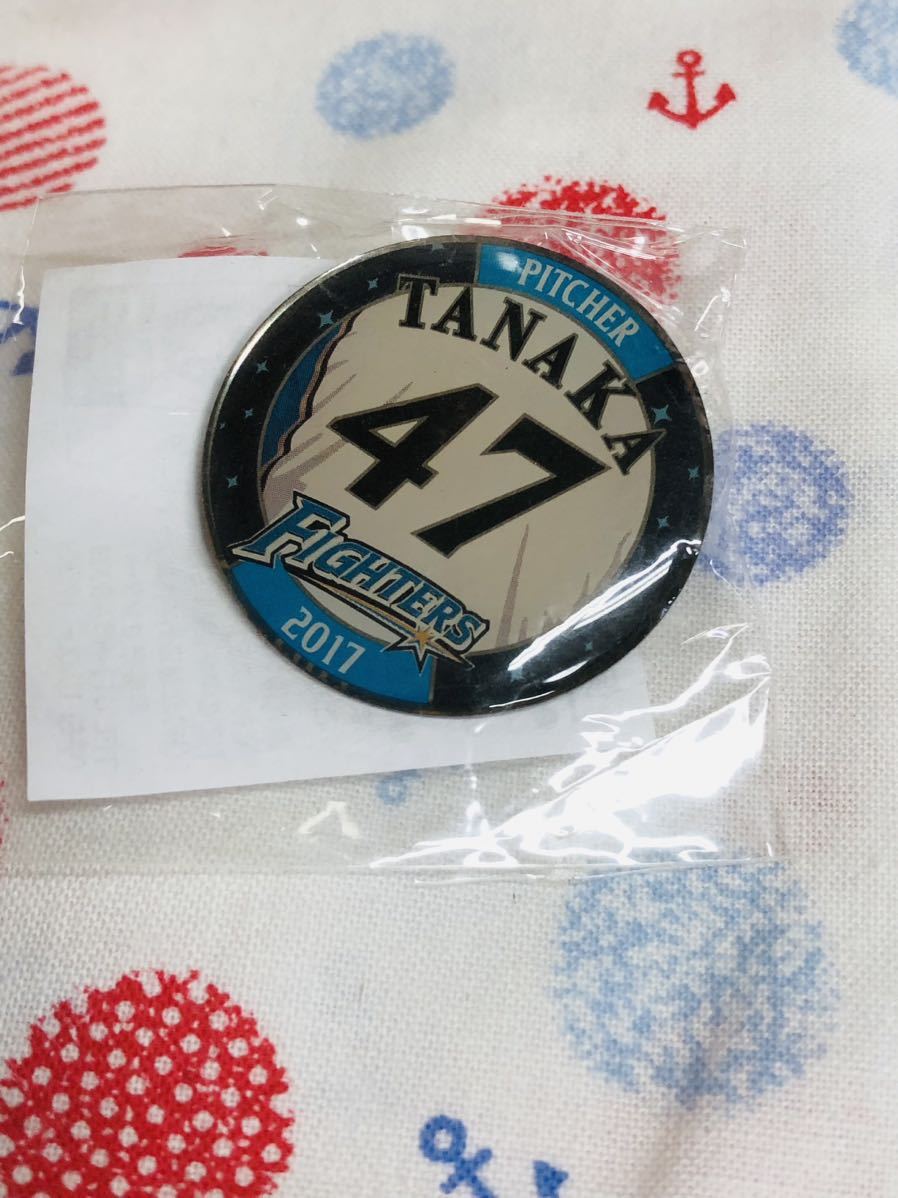 PITCHER
TANAKA
47
FIGHTERS
2017